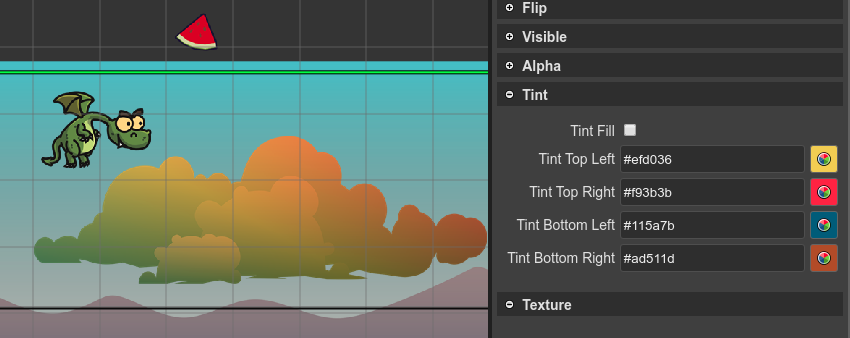 Flip
Visible
Alpha
Tint
Tint Fill
Tint Top Left #efd036
Tint Top Right #f93b3b
Tint Bottom Left #115a7b
Tint Bottom Right #ad511d
Texture